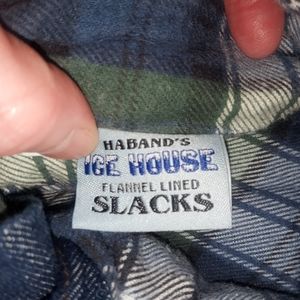 HABAND'S
ICE HOUSE
FLANNEL LINED
SLACKS